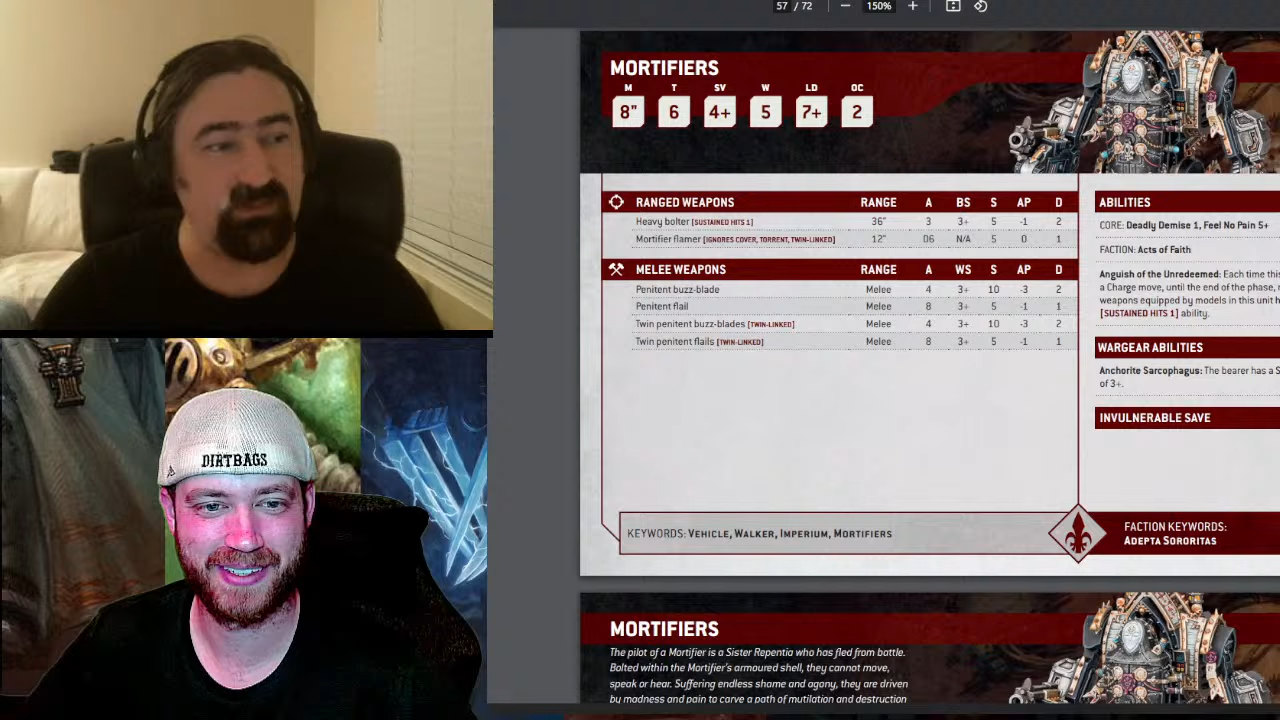 57 / 72
150%
MORTIFIERS
M T SV W LD OC
8" 6 4+ 5 7+ 2
RANGED WEAPONS RANGE A BS S AP D
Heavy bolter [SUSTAINED HITS 1] 36" 3 3+ 5 -1 2
Mortifier flamer [IGNORES COVER, TORRENT, TWIN-LINKED] 12" D6 N/A 5 0 1
MELEE WEAPONS RANGE A WS S AP D
Penitent buzz-blade Melee 4 3+ 10 -3 2
Penitent flail Melee 8 3+ 5 -1 1
Twin penitent buzz-blades [TWIN-LINKED] Melee 4 3+ 10 -3 2
Twin penitent flails [TWIN-LINKED] Melee 8 3+ 5 -1 1
ABILITIES
CORE: Deadly Demise 1, Feel No Pain 5+
FACTION: Acts of Faith
Anguish of the Unredeemed: Each time this
a Charge move, until the end of the phase,
weapons equipped by models in this unit
[SUSTAINED HITS 1] ability.
WARGEAR ABILITIES
Anchorite Sarcophagus: The bearer has a S
of 3+.
INVULNERABLE SAVE
KEYWORDS: VEHICLE, WALKER, IMPERIUM, MORTIFIERS
FACTION KEYWORDS:
ADEPTA SORORITAS
MORTIFIERS
The pilot of a Mortifier is a Sister Repentia who has fled from battle.
Bolted within the Mortifier's armoured shell, they cannot move,
speak or hear. Suffering endless shame and agony, they are driven
by madness and pain to carve a path of mutilation and destruction
DIRTBAGS